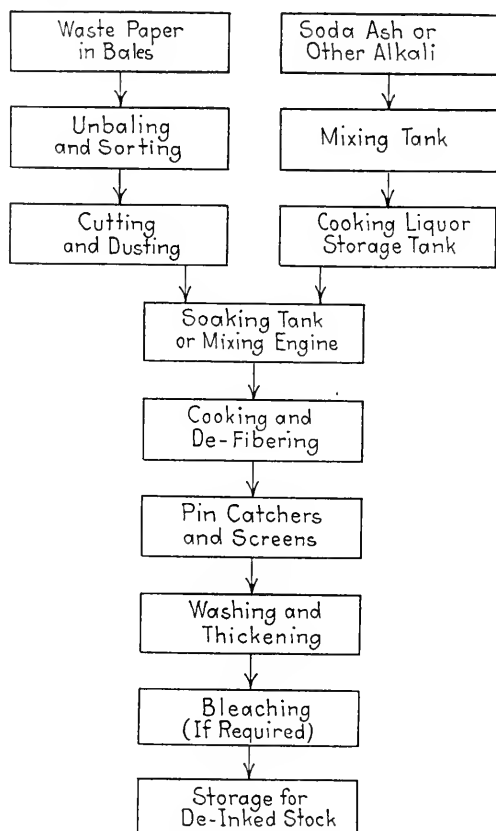 Waste Paper
in Bales
Unbaling
and Sorting
Cutting
and Dusting
Soda Ash or
Other Alkali
Mixing Tank
Cooking Liquor
Storage Tank
Soaking Tank
or Mixing Engine
Cooking and
De-Fibering
Pin Catchers
and Screens
Washing and
Thickening
Bleaching
(If Required)
Storage for
De-Inked Stock